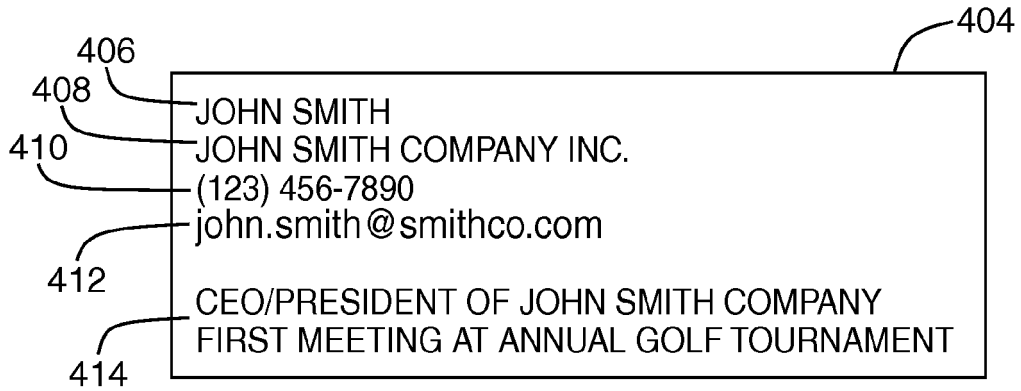 404
406
408
410
412
414
JOHN SMITH
JOHN SMITH COMPANY INC.
(123) 456-7890
john.smith@smithco.com
CEO/PRESIDENT OF JOHN SMITH COMPANY
FIRST MEETING AT ANNUAL GOLF TOURNAMENT